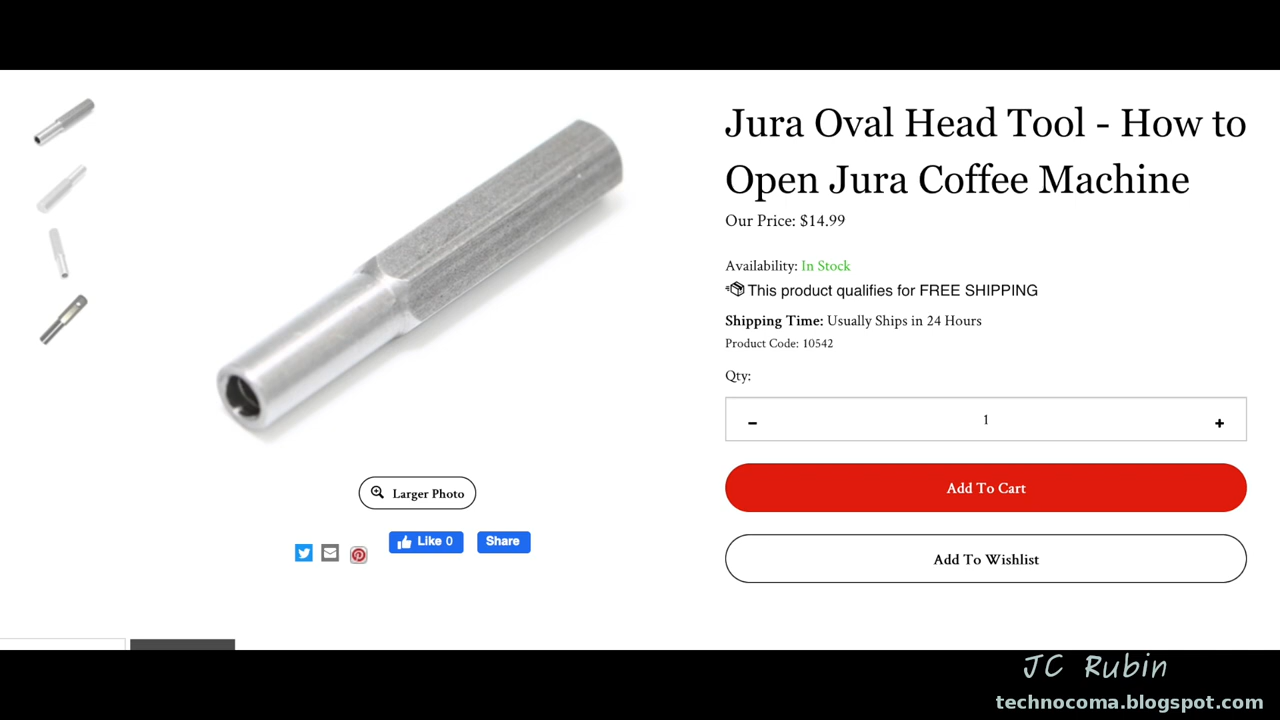 Jura Oval Head Tool - How to
Open Jura Coffee Machine
Our Price: $14.99
Availability: In Stock
This product qualifies for FREE SHIPPING
Shipping Time: Usually Ships in 24 Hours
Product Code: 10542
Qty:
- 1 +
Add To Cart
Add To Wishlist
Larger Photo
Like 0
Share
JC Rubin
technocoma.blogspot.com